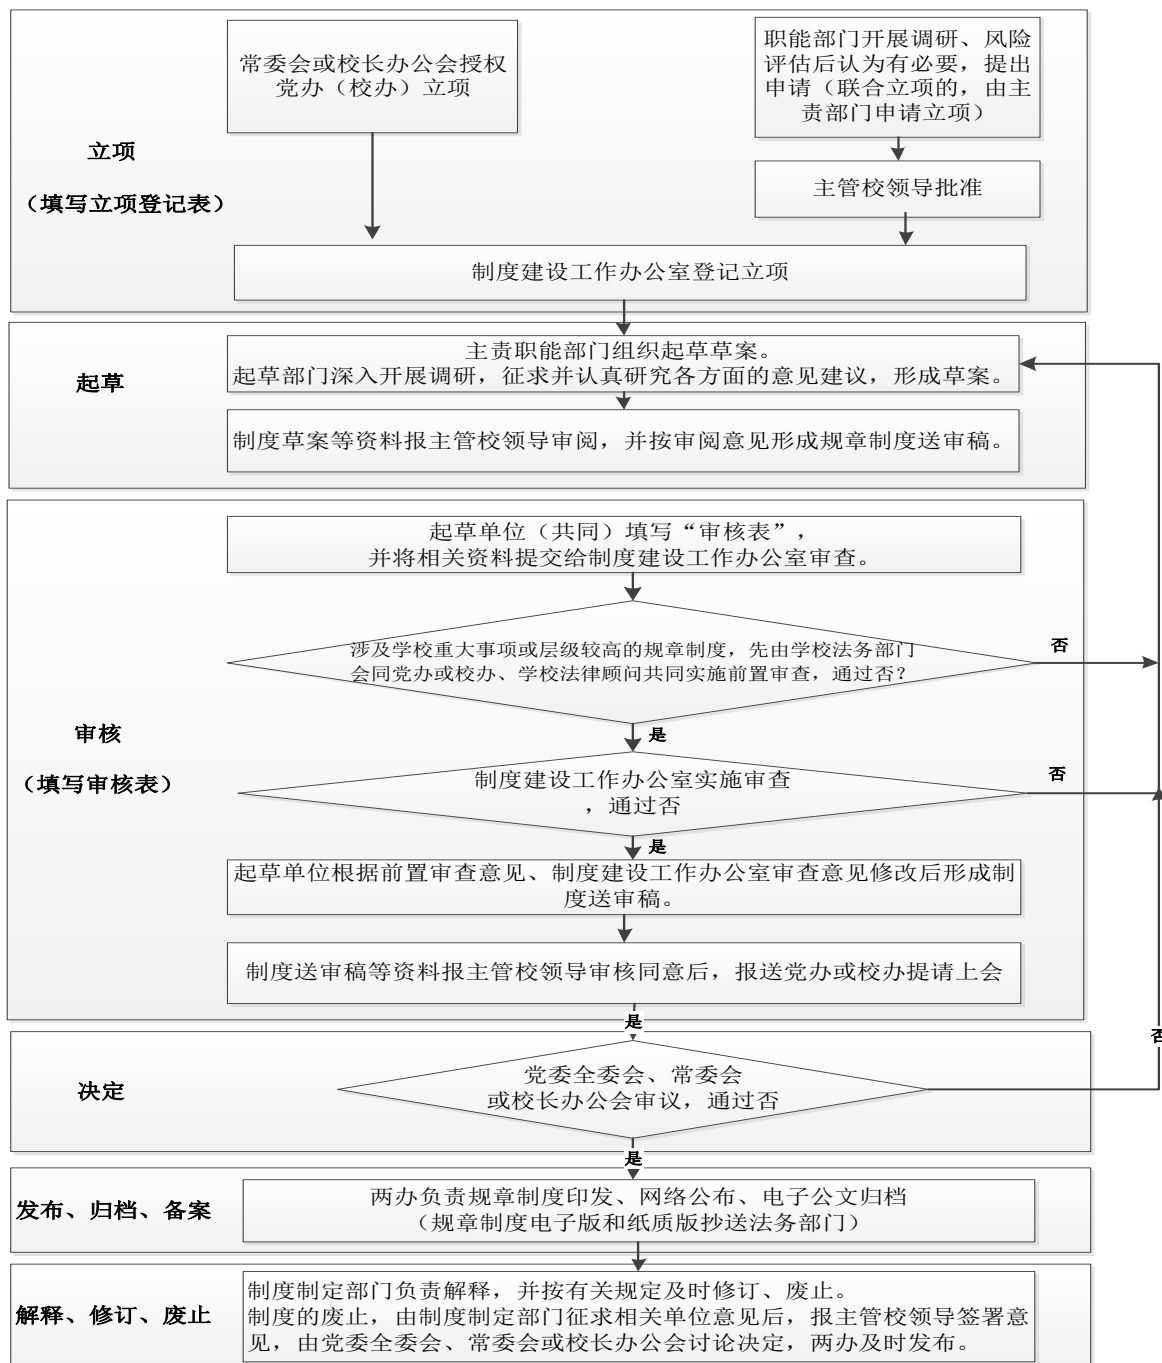 常委会或校长办公会授权
党办（校办）立项
职能部门开展调研、风险
评估后认为有必要，提出
申请（联合立项的，由主
责部门申请立项）
立项
（填写立项登记表）
主管校领导批准
制度建设工作办公室登记立项
起草
主责职能部门组织起草草案。
起草部门深入开展调研，征求并认真研究各方面的意见建议，形成草案。
制度草案等资料报主管校领导审阅，并按审阅意见形成规章制度送审稿。
起草单位（共同）填写“审核表”，
并将相关资料提交给制度建设工作办公室审查。
涉及学校重大事项或层级较高的规章制度，先由学校法务部门
会同党办或校办、学校法律顾问共同实施前置审查，通过否？
否
是
审核
（填写审核表）
制度建设工作办公室实施审查
，通过否
否
是
起草单位根据前置审查意见、制度建设工作办公室审查意见修改后形成制
度送审稿。
制度送审稿等资料报主管校领导审核同意后，报送党办或校办提请上会
是
否
决定
党委全委会、常委会
或校长办公会审议，通过否
是
发布、归档、备案
两办负责规章制度印发、网络公布、电子公文归档
（规章制度电子版和纸质版抄送法务部门）
解释、修订、废止
制度制定部门负责解释，并按有关规定及时修订、废止。
制度的废止，由制度制定部门征求相关单位意见后，报主管校领导签署意
见，由党委全委会、常委会或校长办公会讨论决定，两办及时发布。